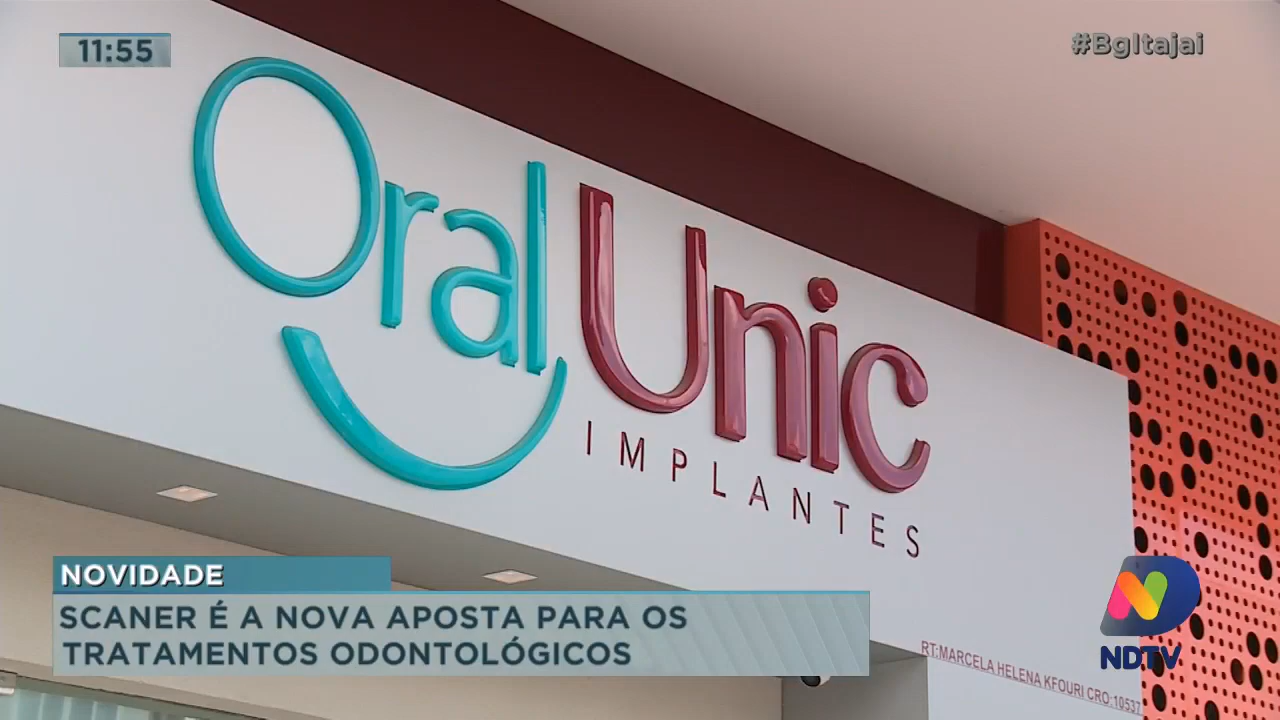 11:55
#BgItajai
Oral Unic
IMPLANTES
NOVIDADE
SCANER É A NOVA APOSTA PARA OS
TRATAMENTOS ODONTOLÓGICOS
RT:MARCELA HELENA KFOURI CRO:10537
NDTV